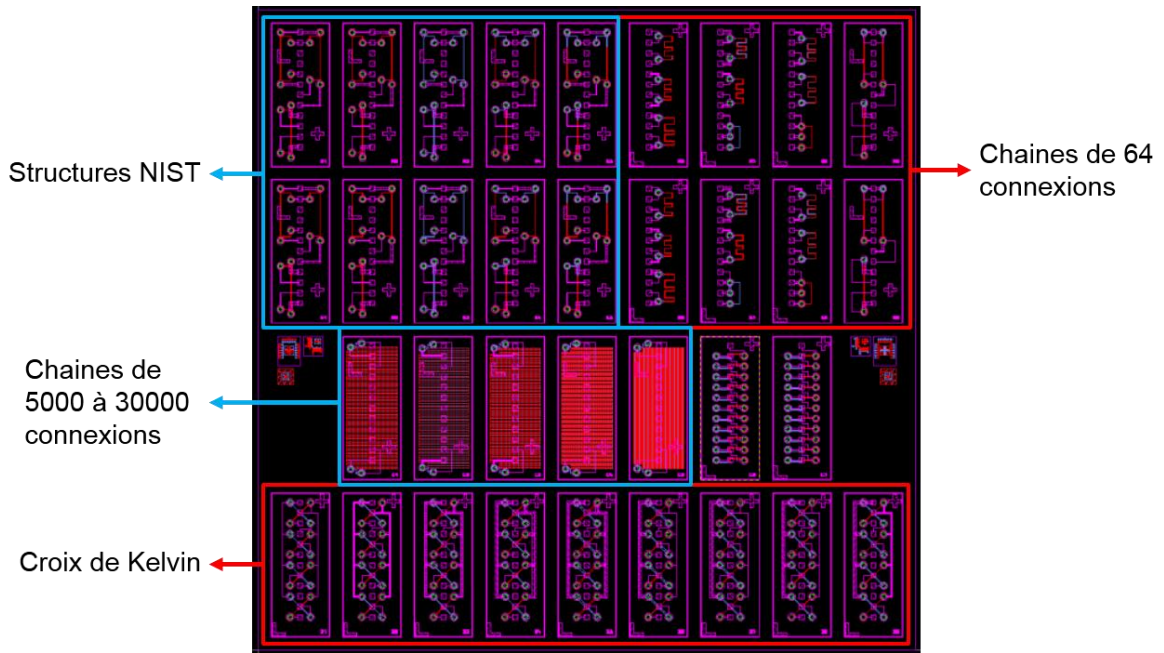 Structures NIST
Chaines de 64
connexions
Chaines de
5000 à 30000
connexions
Croix de Kelvin